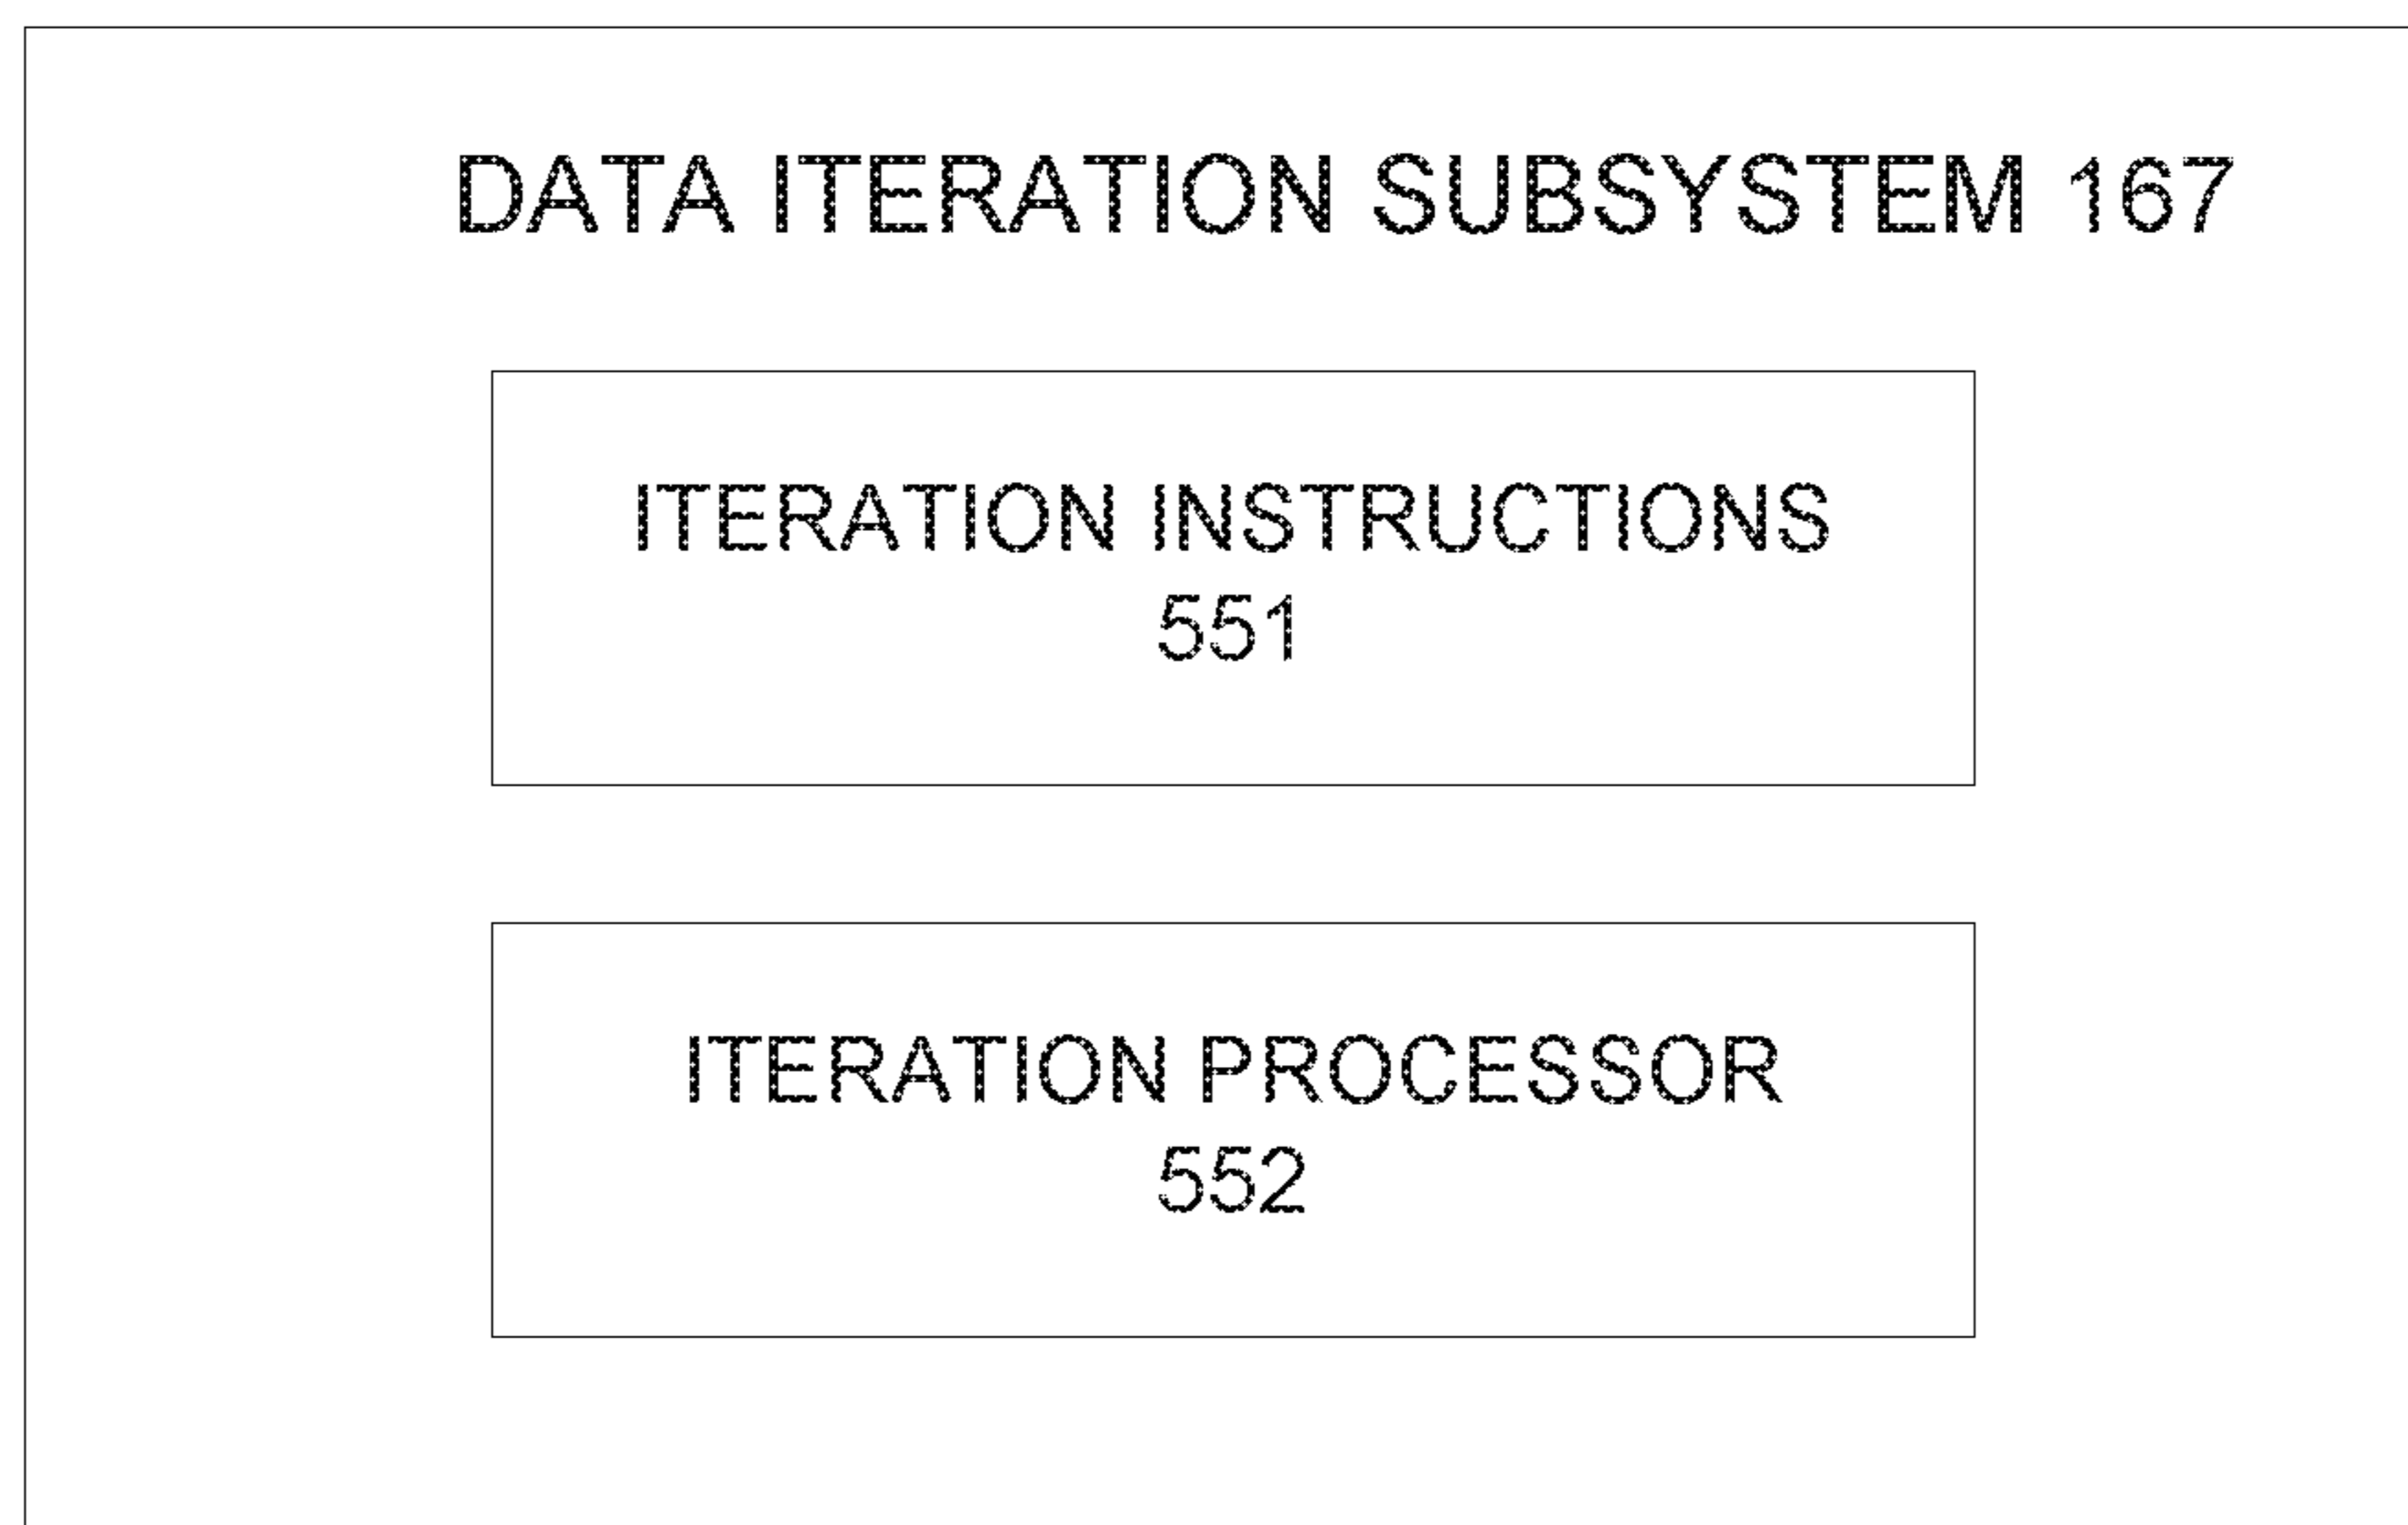 DATA ITERATION SUBSYSTEM 167
ITERATION INSTRUCTIONS
551
ITERATION PROCESSOR
552